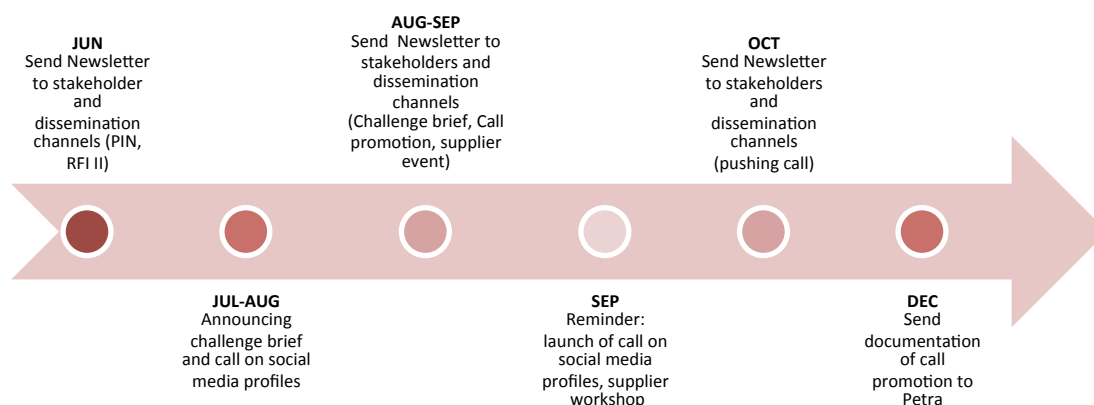 JUN
Send Newsletter
to stakeholder
and
dissemination
channels (PIN,
RFI II)
JUL-AUG
Announcing
challenge brief
and call on social
media profiles
AUG-SEP
Send  Newsletter to
stakeholders and
dissemination
channels
(Challenge brief, Call
promotion, supplier
event)
SEP
Reminder:
launch of call on
social media
profiles, supplier
workshop
OCT
Send Newsletter
to stakeholders
and
dissemination
channels
(pushing call)
DEC
Send
documentation
of call
promotion to
Petra